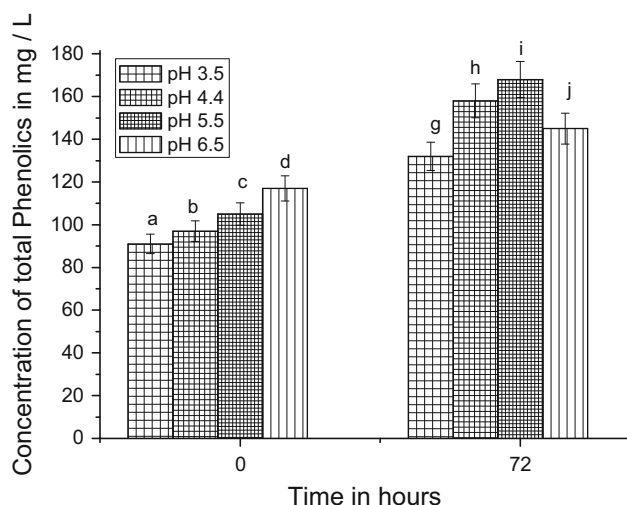 Concentration of total Phenolics in mg / L
180
160
140
120
100
80
60
40
20
0
pH 3.5
pH 4.4
pH 5.5
pH 6.5
a
b
c
d
g
h
i
j
0
72
Time in hours